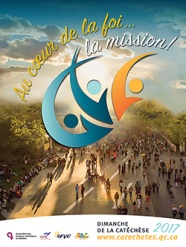 Au cœur de la foi...
la mission!
DIMANCHE
DE LA CATÉCHÈSE 2017
www.catechetes.qc.ca